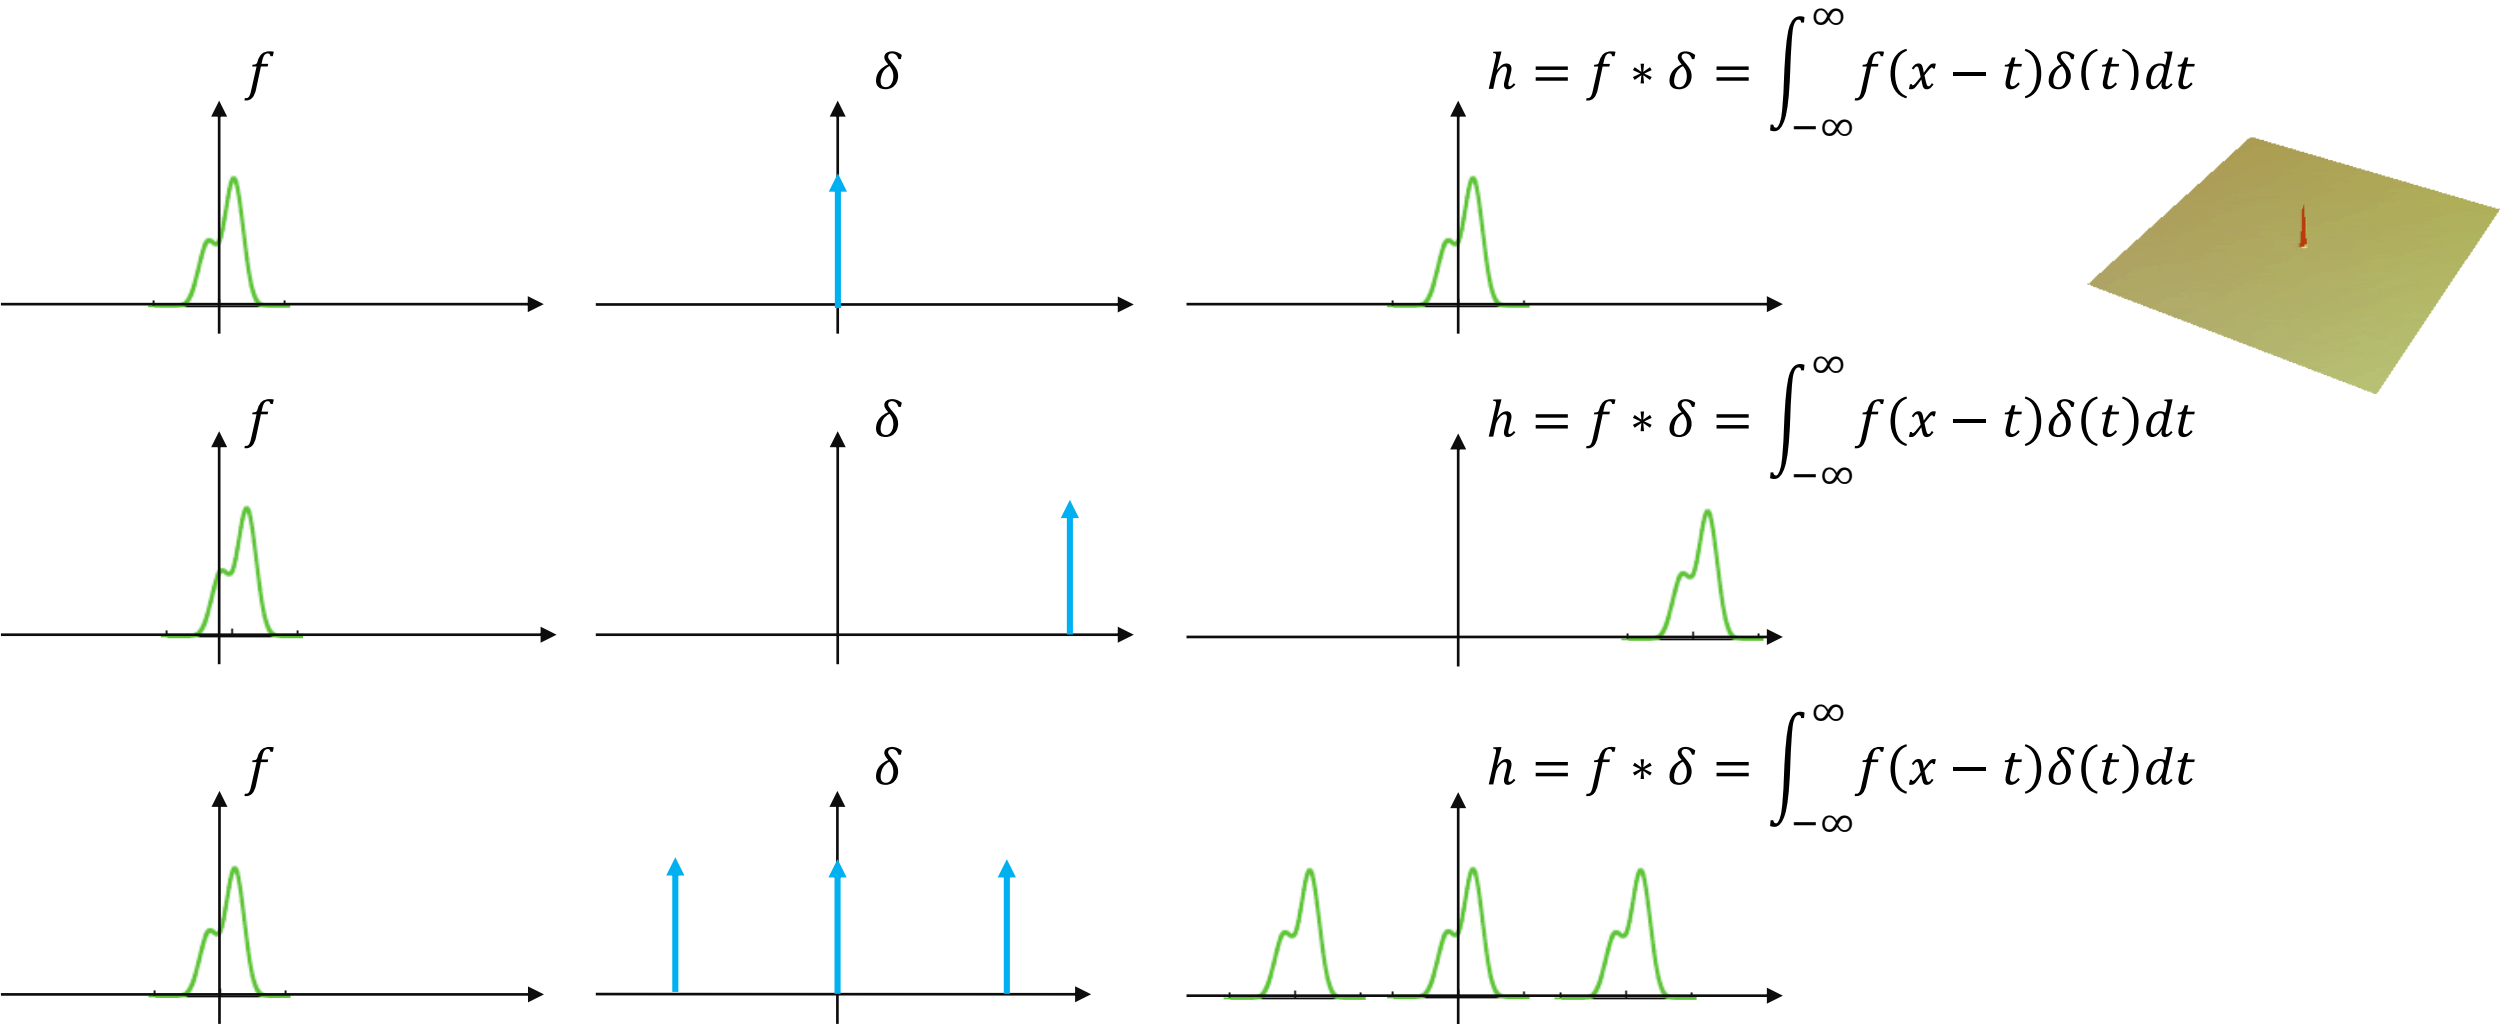 f δ h = f ∗ δ = ∫_{−∞}^{∞} f(x − t)δ(t)dt
f δ h = f ∗ δ = ∫_{−∞}^{∞} f(x − t)δ(t)dt
f δ h = f ∗ δ = ∫_{−∞}^{∞} f(x − t)δ(t)dt